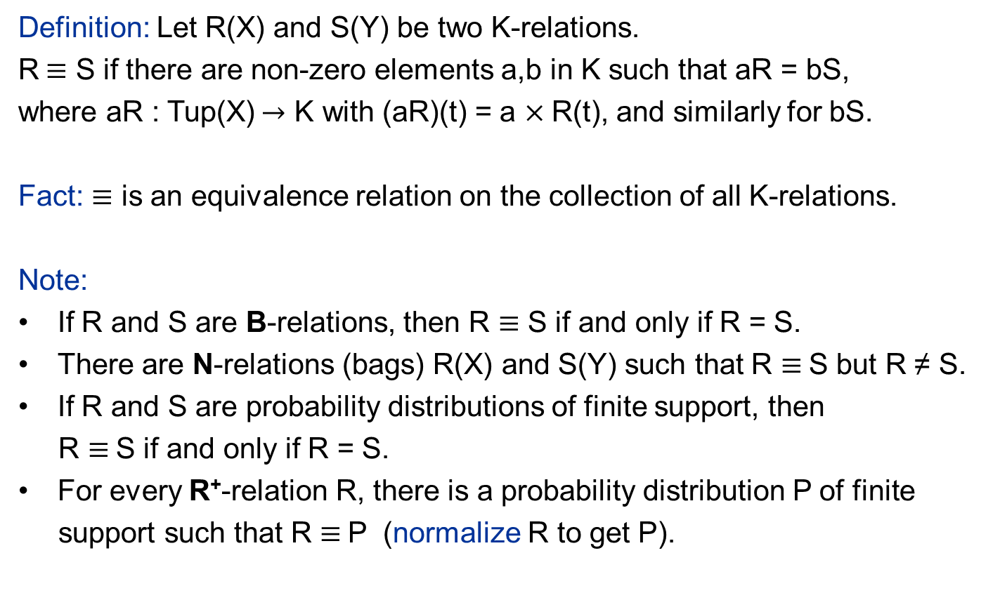 Definition: Let R(X) and S(Y) be two K-relations.
R ≡ S if there are non-zero elements a,b in K such that aR = bS,
where aR : Tup(X) → K with (aR)(t) = a × R(t), and similarly for bS.
Fact: ≡ is an equivalence relation on the collection of all K-relations.
Note:
• If R and S are B-relations, then R ≡ S if and only if R = S.
• There are N-relations (bags) R(X) and S(Y) such that R ≡ S but R ≠ S.
• If R and S are probability distributions of finite support, then
R ≡ S if and only if R = S.
• For every R⁺-relation R, there is a probability distribution P of finite
support such that R ≡ P (normalize R to get P).